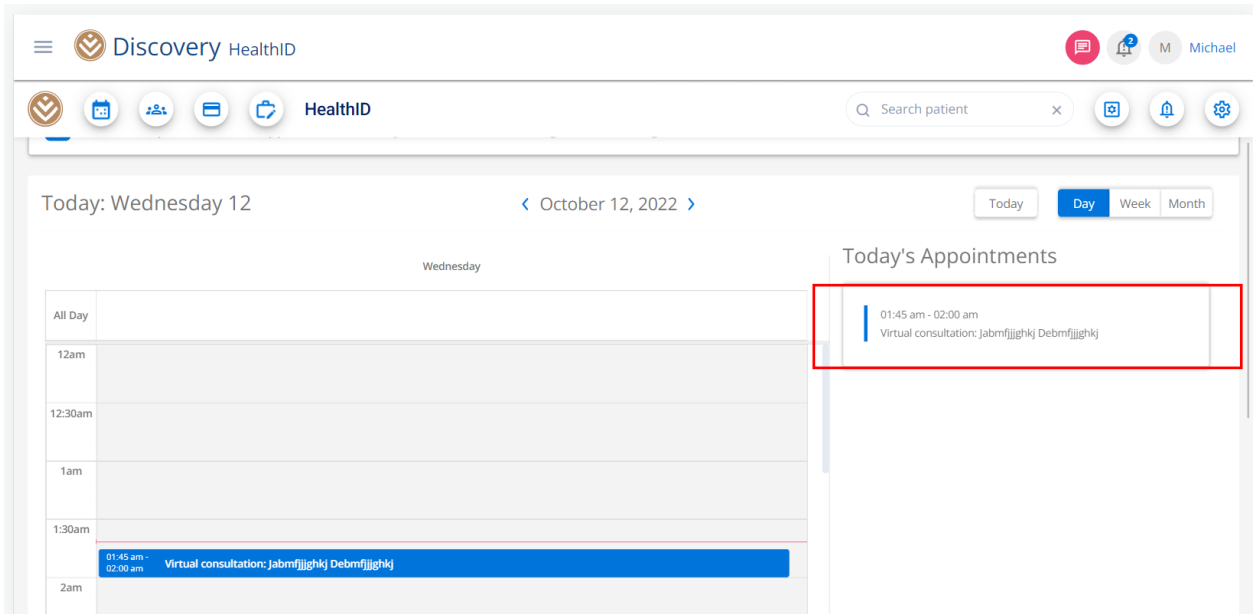 Discovery HealthID
2
M Michael
HealthID
Search patient
Today: Wednesday 12
October 12, 2022
Today
Day Week Month
Wednesday
All Day
12am
12:30am
1am
1:30am
01:45 am -
02:00 am
Virtual consultation: Jabmfjjjghkj Debmfjjjghkj
2am
Today's Appointments
01:45 am - 02:00 am
Virtual consultation: Jabmfjjjghkj Debmfjjjghkj